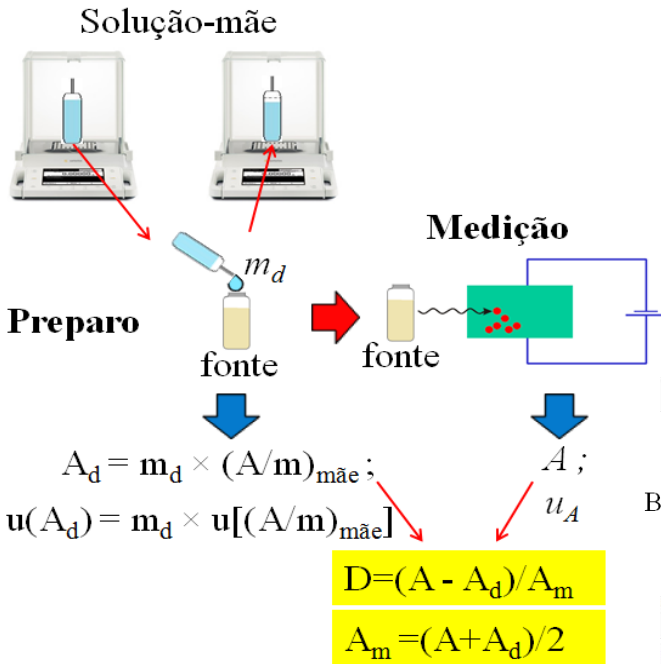 Solução-mãe
Medição
m_d
Preparo
fonte
fonte
A_d = m_d × (A/m)_mãe ;
A ;
u(A_d) = m_d × u[(A/m)_mãe]
u_A
B
D=(A - A_d)/A_m
A_m =(A+A_d)/2